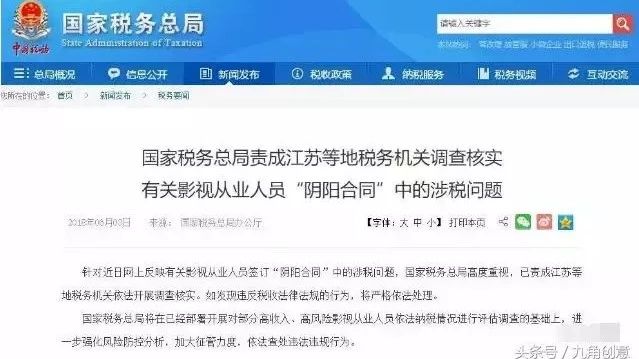 国家税务总局
State Administration of Taxation
中国税务
请输入关键字
总局概况 信息公开 新闻发布 税收政策 纳税服务 税务视频 互动交流
您所在的位置：首页 > 新闻发布 > 税务要闻
国家税务总局责成江苏等地税务机关调查核实
有关影视从业人员“阴阳合同”中的涉税问题
2018年06月03日 来源： 国家税务总局办公厅 【字体：大 中 小】 打印本页
针对近日网上反映有关影视从业人员签订“阴阳合同”中的涉税问题，国家税务总局高度重视，已责成江苏等
地税务机关依法开展调查核实。如发现违反税收法律法规的行为，将严格依法处理。
国家税务总局将在已经部署开展对部分高收入、高风险影视从业人员依法纳税情况进行评估调查的基础上，进
一步强化风险防控分析，加大征管力度，依法查处违法违规行为。
头条号 / 九角创意